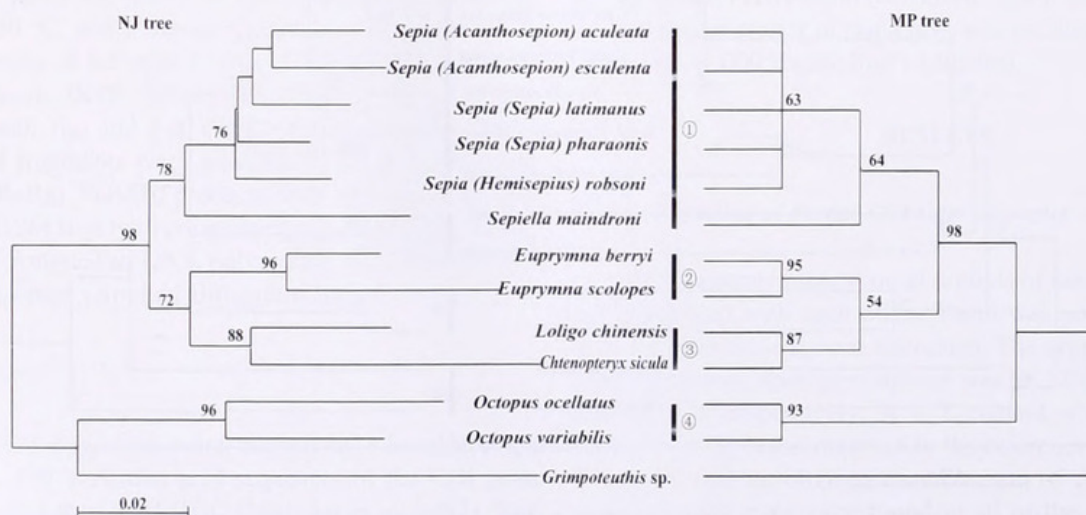 NJ tree MP tree
Sepia (Acanthosepion) aculeata
Sepia (Acanthosepion) esculenta
Sepia (Sepia) latimanus 63
①
76 Sepia (Sepia) pharaonis
78 64
Sepia (Hemisepius) robsoni
Sepiella maindroni
98 98
Euprymna berryi
96 ② 95
Euprymna scolopes
72 54
Loligo chinensis
88 ③ 87
Chtenopteryx sicula
Octopus ocellatus
96 ④ 93
Octopus variabilis
Grimpoteuthis sp.
0.02